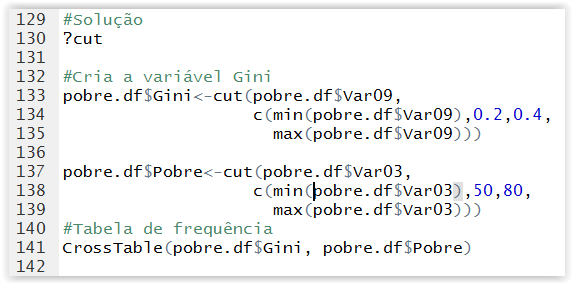 129 #Solução
130 ?cut
131
132 #Cria a variável Gini
133 pobre.df$Gini<-cut(pobre.df$Var09,
134                    c(min(pobre.df$Var09),0.2,0.4,
135                      max(pobre.df$Var09)))
136
137 pobre.df$Pobre<-cut(pobre.df$Var03,
138                    c(min(pobre.df$Var03),50,80,
139                      max(pobre.df$Var03)))
140 #Tabela de frequência
141 CrossTable(pobre.df$Gini, pobre.df$Pobre)
142